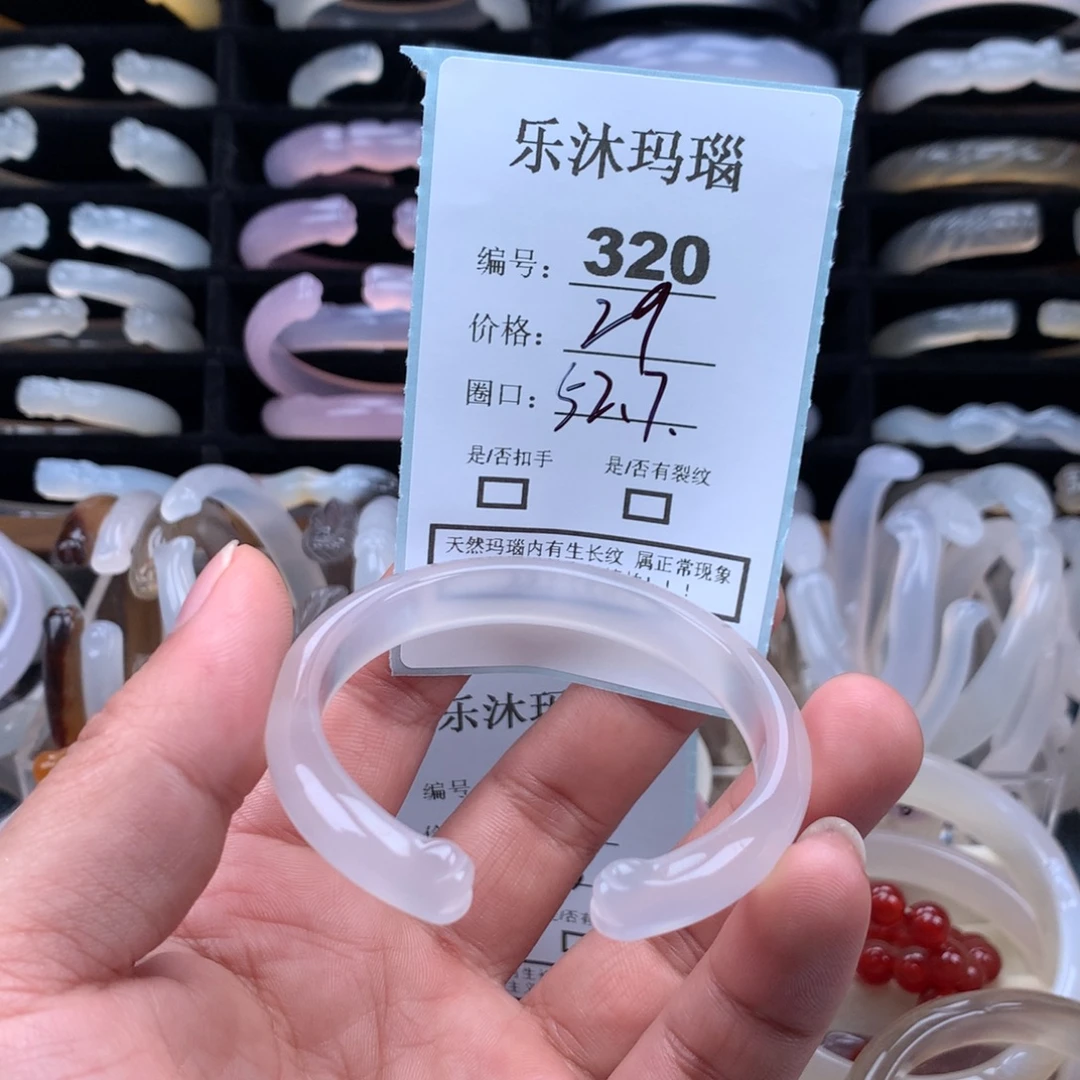 乐沐玛瑙
编号： 320
价格： 29
圈口： 52.7.
是/否扣手 是/否有裂纹
天然玛瑙内有生长纹 属正常现象
！！！
乐沐玛
编号